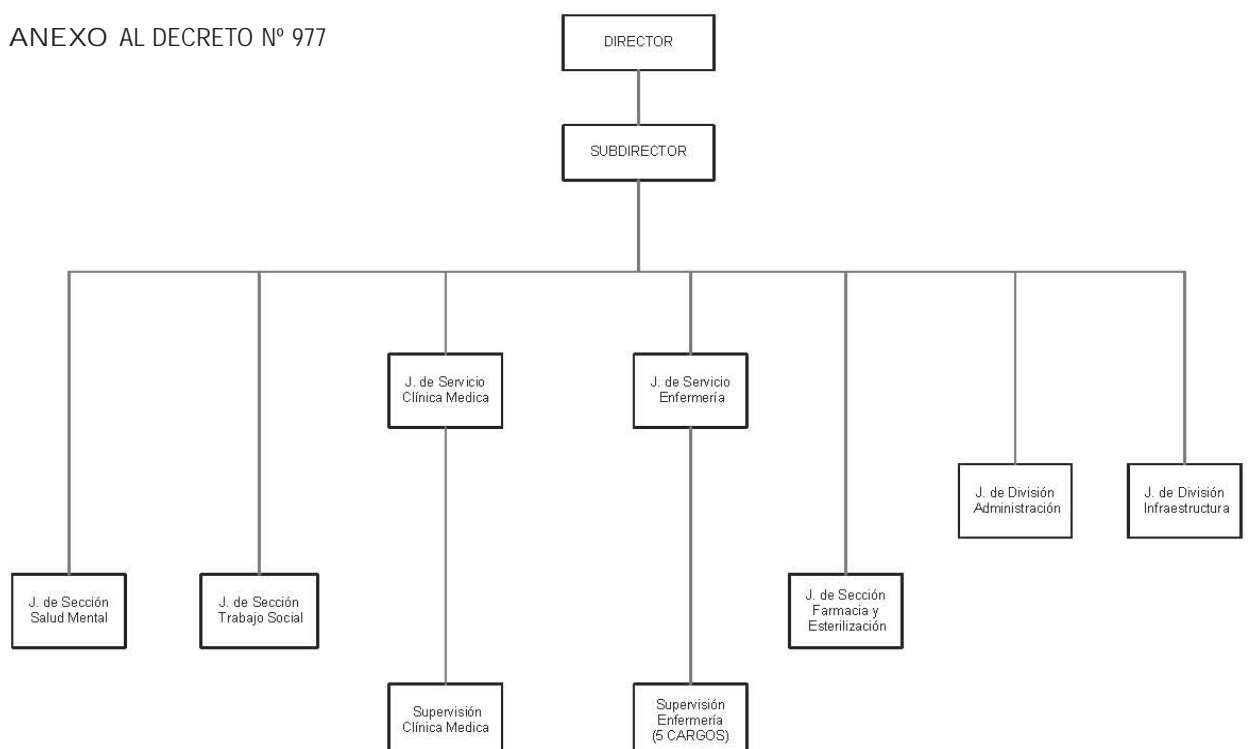 ANEXO AL DECRETO Nº 977
DIRECTOR
SUBDIRECTOR
J. de Servicio
Clínica Medica
J. de Servicio
Enfermería
J. de División
Administración
J. de División
Infraestructura
J. de Sección
Salud Mental
J. de Sección
Trabajo Social
J. de Sección
Farmacia y
Esterilización
Supervisión
Clínica Medica
Supervisión
Enfermería
(5 CARGOS)